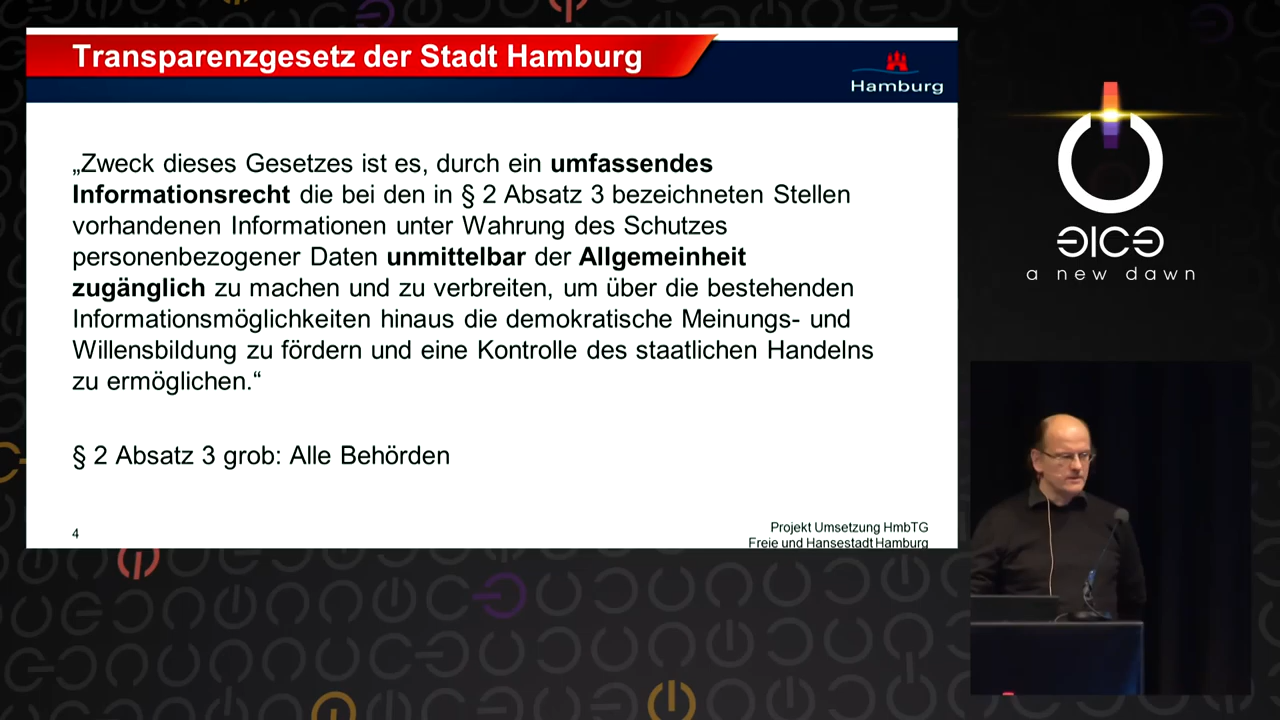 Transparenzgesetz der Stadt Hamburg
Hamburg
„Zweck dieses Gesetzes ist es, durch ein umfassendes
Informationsrecht die bei den in § 2 Absatz 3 bezeichneten Stellen
vorhandenen Informationen unter Wahrung des Schutzes
personenbezogener Daten unmittelbar der Allgemeinheit
zugänglich zu machen und zu verbreiten, um über die bestehenden
Informationsmöglichkeiten hinaus die demokratische Meinungs- und
Willensbildung zu fördern und eine Kontrolle des staatlichen Handelns
zu ermöglichen.“
§ 2 Absatz 3 grob: Alle Behörden
4
Projekt Umsetzung HmbTG
Freie und Hansestadt Hamburg
a new dawn